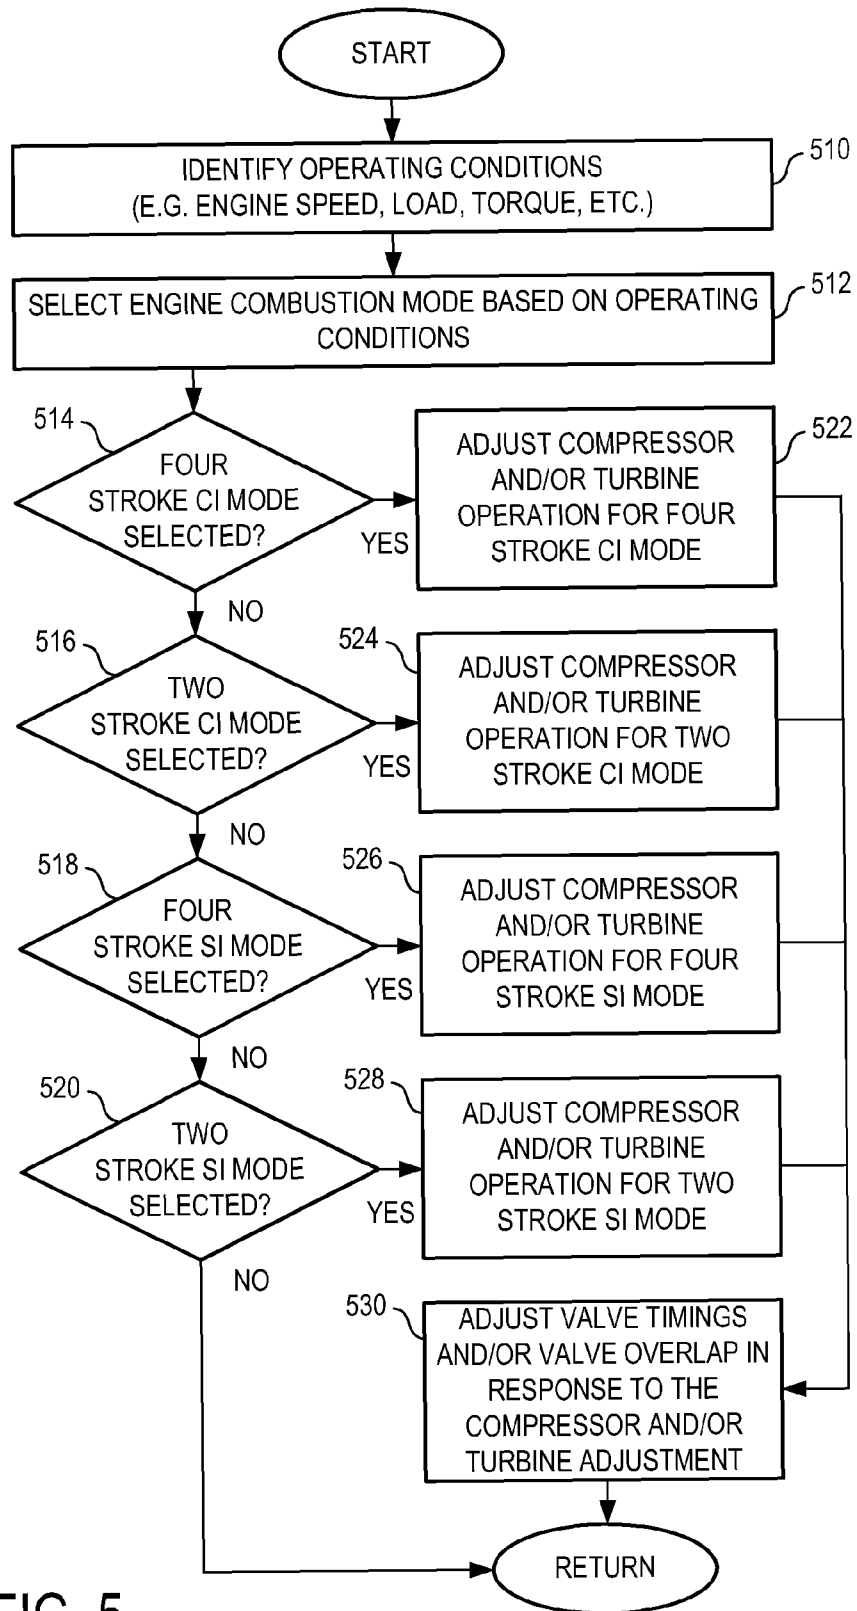 START
IDENTIFY OPERATING CONDITIONS
(E.G. ENGINE SPEED, LOAD, TORQUE, ETC.)
510
SELECT ENGINE COMBUSTION MODE BASED ON OPERATING
CONDITIONS
512
514
FOUR
STROKE CI MODE
SELECTED?
YES
NO
ADJUST COMPRESSOR
AND/OR TURBINE
OPERATION FOR FOUR
STROKE CI MODE
522
516
TWO
STROKE CI MODE
SELECTED?
YES
NO
524
ADJUST COMPRESSOR
AND/OR TURBINE
OPERATION FOR TWO
STROKE CI MODE
518
FOUR
STROKE SI MODE
SELECTED?
YES
NO
526
ADJUST COMPRESSOR
AND/OR TURBINE
OPERATION FOR FOUR
STROKE SI MODE
520
TWO
STROKE SI MODE
SELECTED?
YES
NO
528
ADJUST COMPRESSOR
AND/OR TURBINE
OPERATION FOR TWO
STROKE SI MODE
530
ADJUST VALVE TIMINGS
AND/OR VALVE OVERLAP IN
RESPONSE TO THE
COMPRESSOR AND/OR
TURBINE ADJUSTMENT
RETURN
FIG. 5